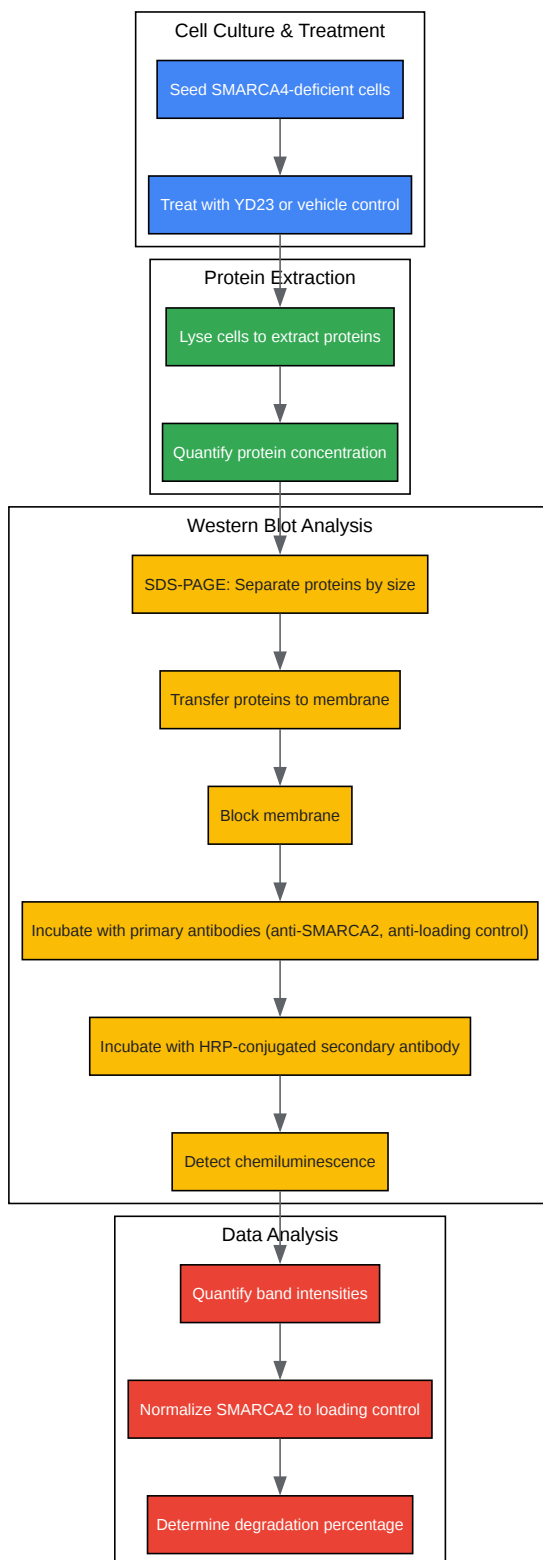 Cell Culture & Treatment
Seed SMARCA4-deficient cells
Treat with YD23 or vehicle control
Protein Extraction
Lyse cells to extract proteins
Quantify protein concentration
Western Blot Analysis
SDS-PAGE: Separate proteins by size
Transfer proteins to membrane
Block membrane
Incubate with primary antibodies (anti-SMARCA2, anti-loading control)
Incubate with HRP-conjugated secondary antibody
Detect chemiluminescence
Data Analysis
Quantify band intensities
Normalize SMARCA2 to loading control
Determine degradation percentage